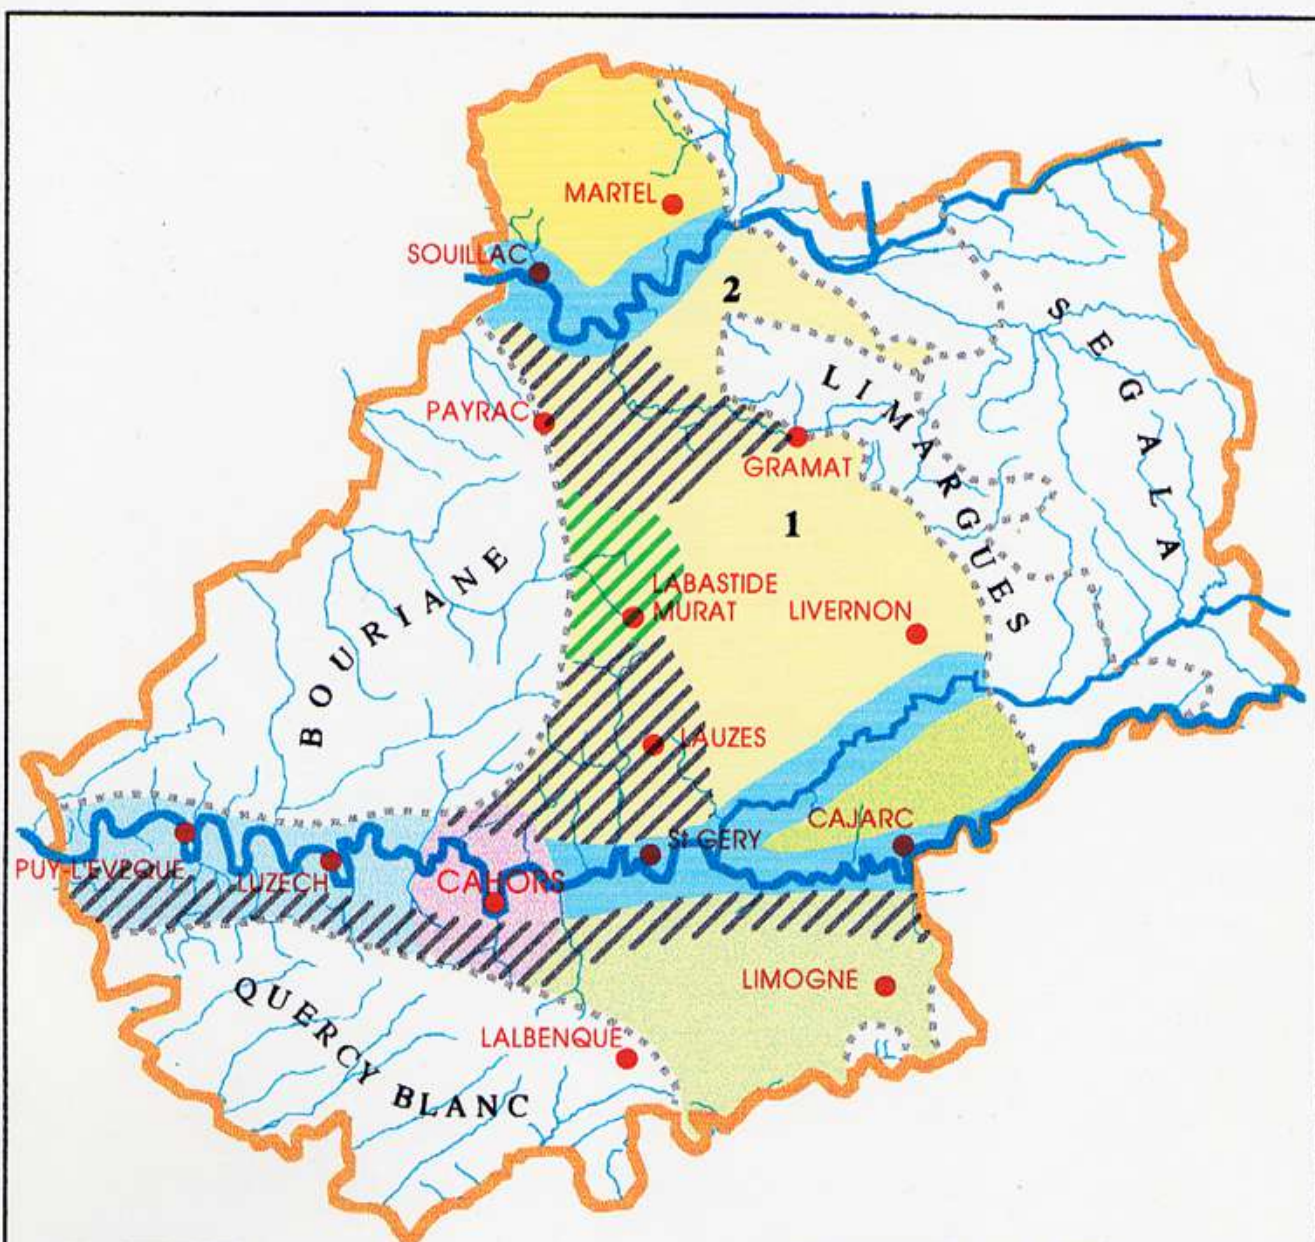 MARTEL
SOUILLAC
2
SEGALA
LIMARGUES
PAYRAC
GRAMAT
1
BOURIANE
LABASTIDE
MURAT
LIVERNON
LAUZES
CAJARC
St GERY
PUY-L'EVEQUE
LUZECH
CAHORS
LIMOGNE
QUERCY BLANC
LALBENQUE